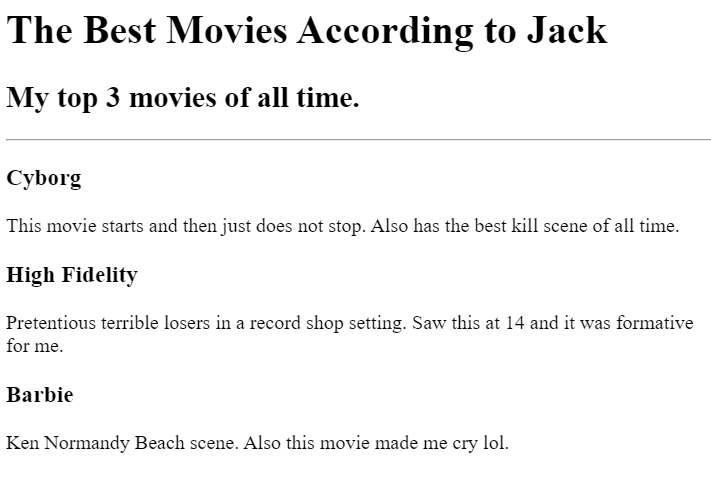 The Best Movies According to Jack
My top 3 movies of all time.
Cyborg
This movie starts and then just does not stop. Also has the best kill scene of all time.
High Fidelity
Pretentious terrible losers in a record shop setting. Saw this at 14 and it was formative
for me.
Barbie
Ken Normandy Beach scene. Also this movie made me cry lol.